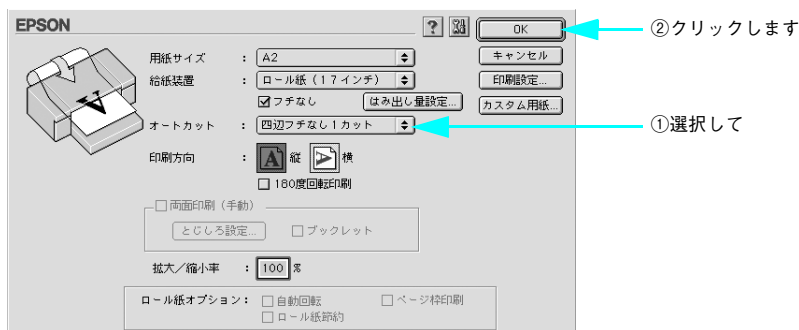 EPSON
?
OK
②クリックします
用紙サイズ : A2
キャンセル
給紙装置 : ロール紙(17インチ)
印刷設定...
フチなし
はみ出し量設定...
カスタム用紙...
オートカット : 四辺フチなし1カット
①選択して
印刷方向 : A 縦 A 横
180度回転印刷
両面印刷(手動)
とじしろ設定...
ブックレット
拡大/縮小率 : 100 %
ロール紙オプション: 自動回転
ページ枠印刷
ロール紙節約